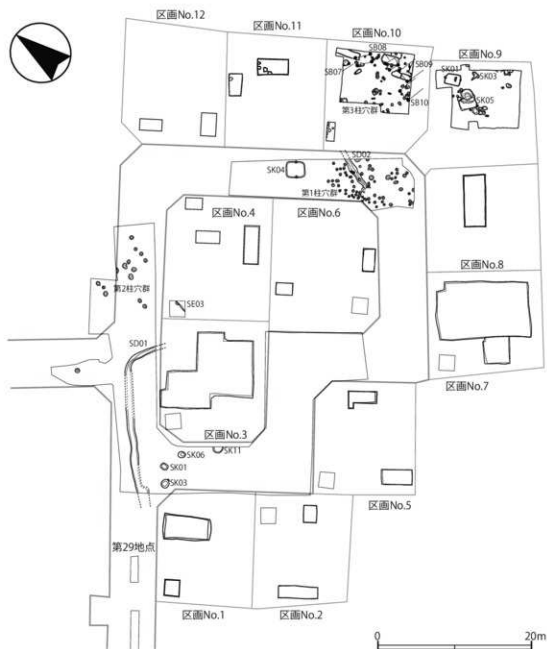 区画No.12
区画No.11
区画No.10
区画No.9
SB08
SB07
SB09
SB10
第3柱穴群
SK01
SK03
SK05
SD02
SK04
第1柱穴群
区画No.4
区画No.6
区画No.8
第2柱穴群
SE03
SD01
区画No.7
区画No.3
SK06
SK11
SK01
SK03
区画No.5
第29地点
区画No.1
区画No.2
0
20m